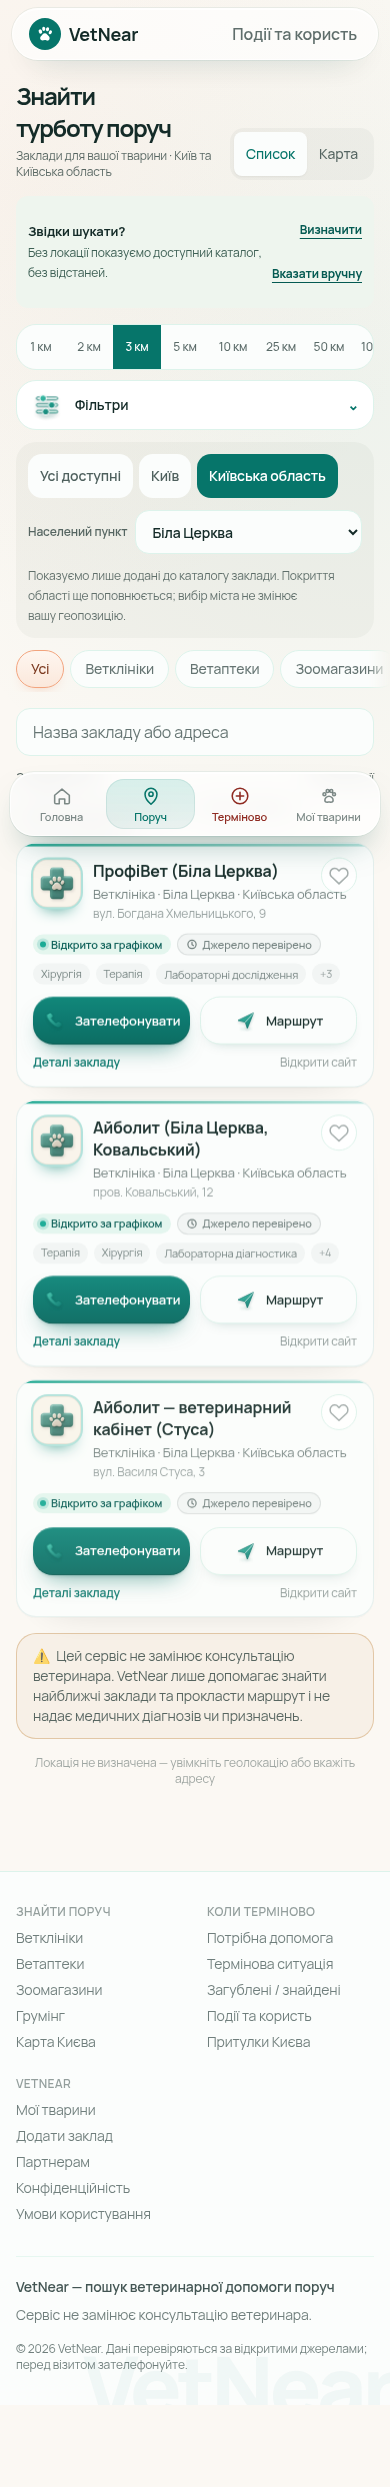 VetNear
Події та користь
Знайти
турботу поруч
Заклади для вашої тварини · Київ та
Київська область
Список
Карта
Звідки шукати?
Визначити
Без локації показуємо доступний каталог,
без відстаней.
Вказати вручну
1 км
2 км
3 км
5 км
10 км
25 км
50 км
10
Фільтри
Усі доступні
Київ
Київська область
Населений пункт
Біла Церква
Показуємо лише додані до каталогу заклади. Покриття
області ще поповнюється; вибір міста не змінює
вашу геопозицію.
Усі
Ветклініки
Ветаптеки
Зоомагазини
Назва закладу або адреса
Головна
Поруч
Терміново
Мої тварини
ПрофіВет (Біла Церква)
Ветклініка · Біла Церква · Київська область
вул. Богдана Хмельницького, 9
Відкрито за графіком
Джерело перевірено
Хірургія
Терапія
Лабораторні дослідження
+3
Зателефонувати
Маршрут
Деталі закладу
Відкрити сайт
Айболит (Біла Церква,
Ковальський)
Ветклініка · Біла Церква · Київська область
пров. Ковальський, 12
Відкрито за графіком
Джерело перевірено
Терапія
Хірургія
Лабораторна діагностика
+4
Зателефонувати
Маршрут
Деталі закладу
Відкрити сайт
Айболит — ветеринарний
кабінет (Стуса)
Ветклініка · Біла Церква · Київська область
вул. Василя Стуса, 3
Відкрито за графіком
Джерело перевірено
Зателефонувати
Маршрут
Деталі закладу
Відкрити сайт
⚠️ Цей сервіс не замінює консультацію
ветеринара. VetNear лише допомагає знайти
найближчі заклади та прокласти маршрут і не
надає медичних діагнозів чи призначень.
Локація не визначена — увімкніть геолокацію або вкажіть
адресу
ЗНАЙТИ ПОРУЧ
Ветклініки
Ветаптеки
Зоомагазини
Грумінг
Карта Києва
КОЛИ ТЕРМІНОВО
Потрібна допомога
Термінова ситуація
Загублені / знайдені
Події та користь
Притулки Києва
VETNEAR
Мої тварини
Додати заклад
Партнерам
Конфіденційність
Умови користування
VetNear — пошук ветеринарної допомоги поруч
Сервіс не замінює консультацію ветеринара.
© 2026 VetNear. Дані перевіряються за відкритими джерелами;
перед візитом зателефонуйте.
VetNear